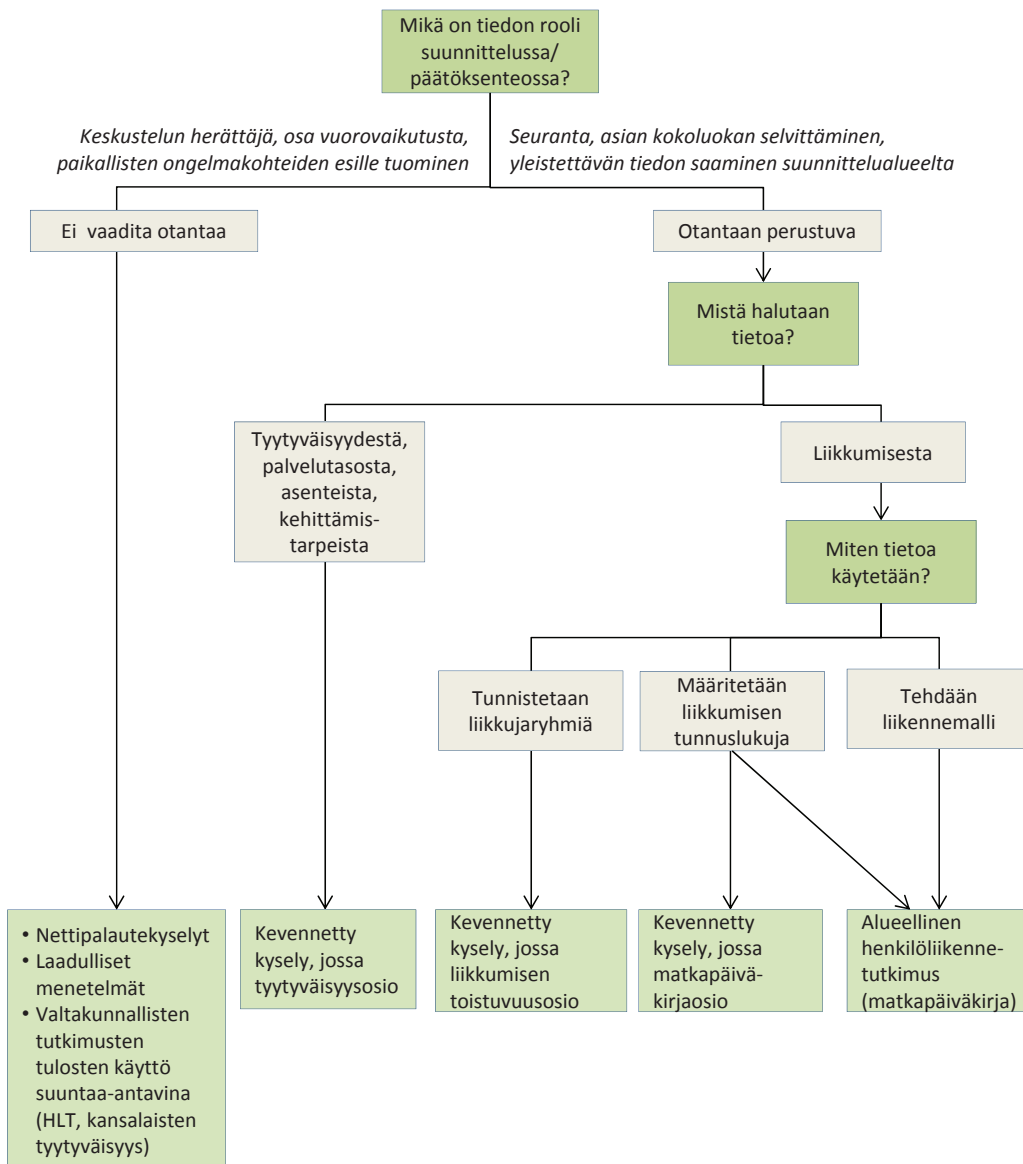 Mikä on tiedon rooli
suunnittelussa/
päätöksenteossa?
Keskustelun herättäjä, osa vuorovaikutusta,
paikallisten ongelmakohteiden esille tuominen
Seuranta, asian kokoluokan selvittäminen,
yleistettävän tiedon saaminen suunnittelualueelta
Ei vaadita otantaa
Otantaan perustuva
Mistä halutaan
tietoa?
Tyytyväisyydestä,
palvelutasosta,
asenteista,
kehittämis-
tarpeista
Liikkumisesta
Miten tietoa
käytetään?
Tunnistetaan
liikkujaryhmiä
Määritetään
liikkumisen
tunnuslukuja
Tehdään
liikennemalli
• Nettipalautekyselyt
• Laadulliset
menetelmät
• Valtakunnallisten
tutkimusten
tulosten käyttö
suuntaa-antavina
(HLT, kansalaisten
tyytyväisyys)
Kevennetty
kysely, jossa
tyytyväisyysosio
Kevennetty
kysely, jossa
liikkumisen
toistuvuusosio
Kevennetty
kysely, jossa
matkapäivä-
kirjaosio
Alueellinen
henkilöliikenne-
tutkimus
(matkapäiväkirja)